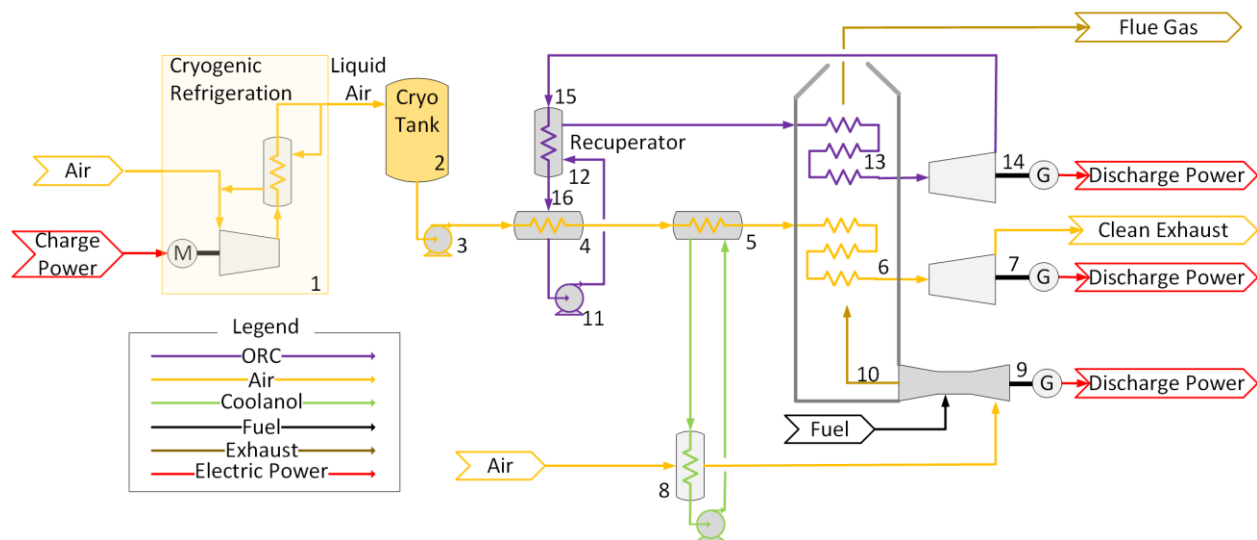 Flue Gas
Cryogenic
Refrigeration
Liquid
Air
Cryo
Tank
2
15
Recuperator
12
13
14
G
Discharge Power
Air
16
Charge
Power
M
1
3
4
5
6
Clean Exhaust
7
G
Discharge Power
11
Legend
ORC
Air
Coolanol
Fuel
Exhaust
Electric Power
10
9
G
Discharge Power
Fuel
Air
8